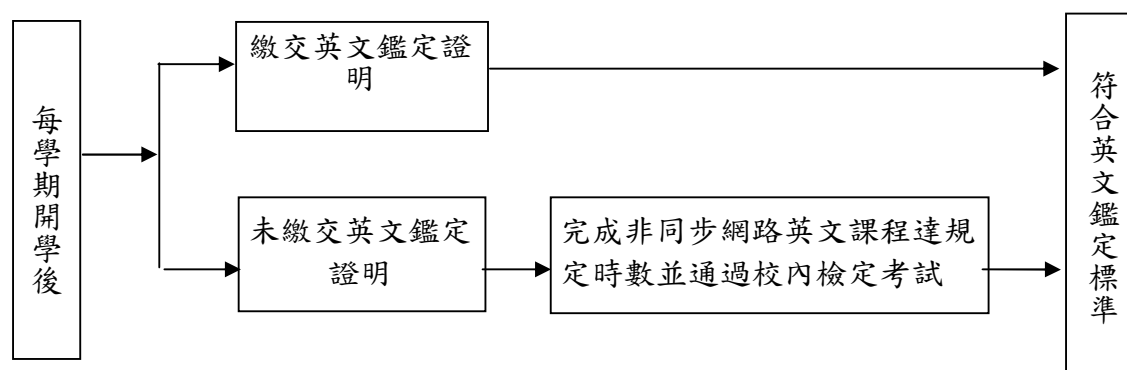 每學期開學後
繳交英文鑑定證
明
未繳交英文鑑定
證明
完成非同步網路英文課程達規
定時數並通過校內檢定考試
符合英文鑑定標準